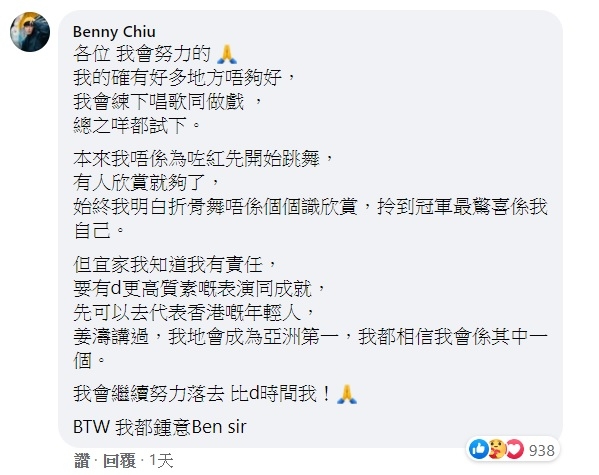 Benny Chiu
各位 我會努力的🙏
我的確有好多地方唔夠好，
我會練下唱歌同做戲 ，
總之咩都試下。
本來我唔係為咗紅先開始跳舞，
有人欣賞就夠了，
始終我明白折骨舞唔係個個識欣賞，拎到冠軍最驚喜係我
自己。
但宜家我知道我有責任，
要有d更高質素嘅表演同成就，
先可以去代表香港嘅年輕人，
姜濤講過，我地會成為亞洲第一，我都相信我會係其中一
個。
我會繼續努力落去 比d時間我！🙏
BTW 我都鍾意Ben sir
讚 · 回覆 · 1天
938